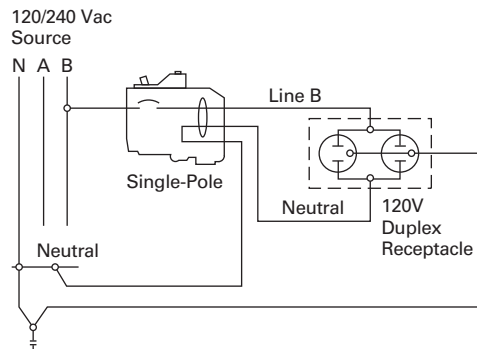 120/240 Vac
Source
N A B
Line B
Single-Pole
Neutral
120V
Duplex
Receptacle
Neutral